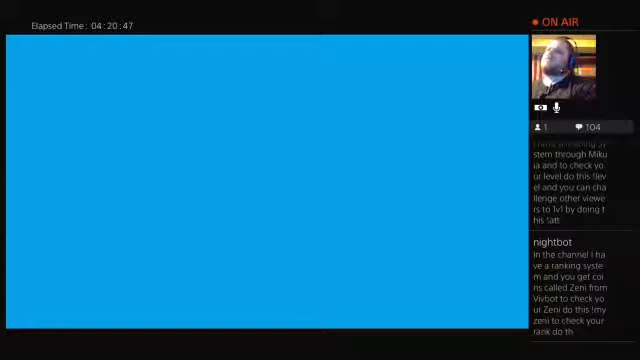 Elapsed Time : 04:20:47
ON AIR
1
104
stem through Miku
ia and to check yo
ur level do this !lev
el and you can cha
llenge other viewe
rs to 1v1 by doing t
his !att
nightbot
In the channel I ha
ve a ranking syste
m and you get coi
ns called Zeni from
Vivbot to check yo
ur Zeni do this !my
zeni to check your
rank do th